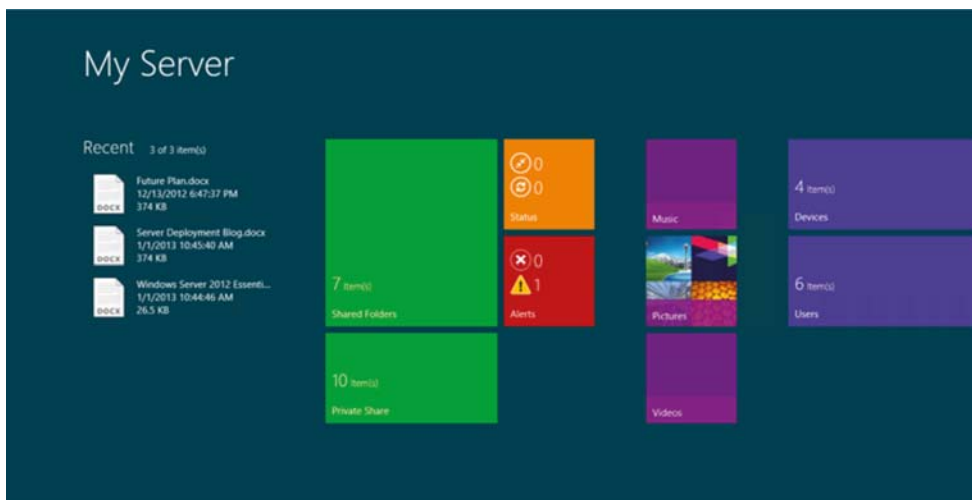 My Server
Recent 3 of 3 item(s)
DOCX
Future Plan.docx
12/13/2012 6:47:37 PM
374 KB
DOCX
Server Deployment Blog.docx
1/1/2013 10:45:40 AM
374 KB
DOCX
Windows Server 2012 Essenti...
1/1/2013 10:44:46 AM
26.5 KB
7 Item(s)
Shared Folders
10 Item(s)
Private Share
0
0
Status
0
1
Alerts
Music
Pictures
Videos
4 Item(s)
Devices
6 Item(s)
Users